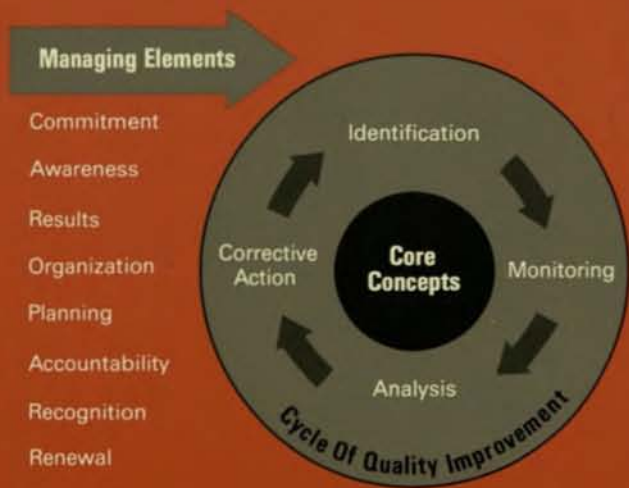 Managing Elements
Commitment
Awareness
Results
Organization
Planning
Accountability
Recognition
Renewal
Identification
Monitoring
Analysis
Corrective
Action
Core
Concepts
Cycle Of Quality Improvement